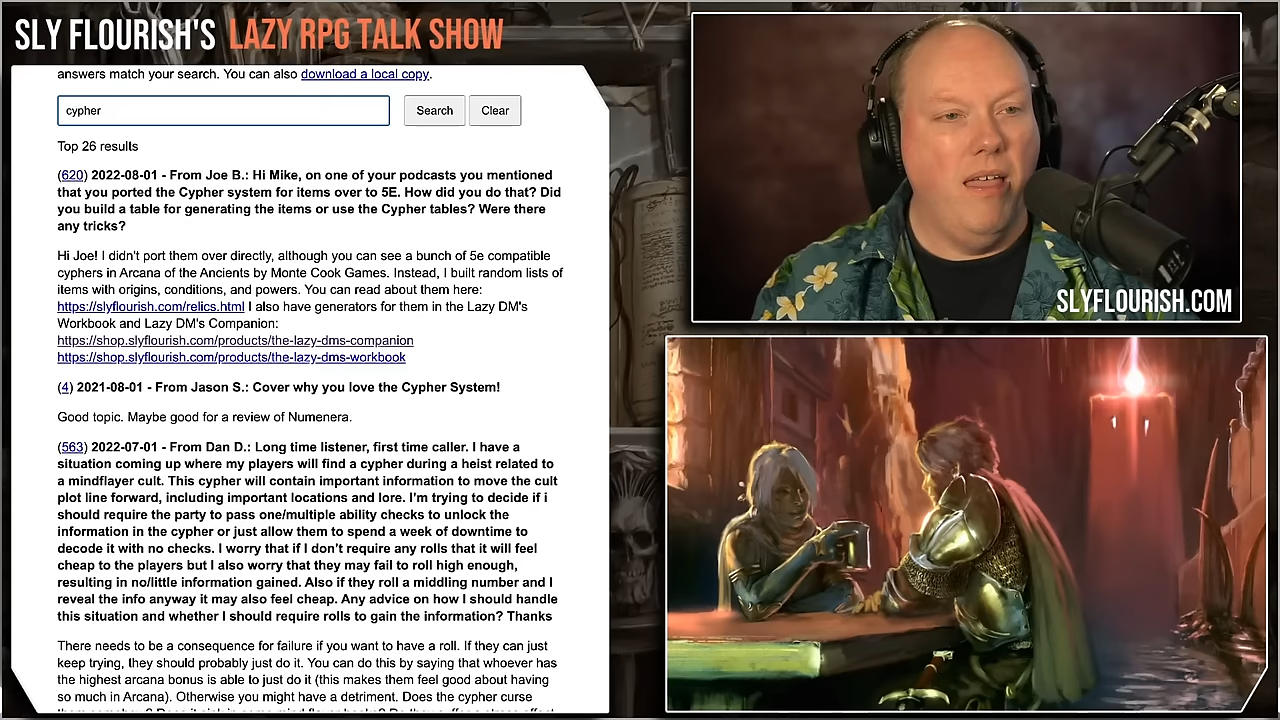 SLY FLOURISH'S LAZY RPG TALK SHOW
answers match your search. You can also download a local copy.
cypher
Search
Clear
Top 26 results
(620) 2022-08-01 - From Joe B.: Hi Mike, on one of your podcasts you mentioned
that you ported the Cypher system for items over to 5E. How did you do that? Did
you build a table for generating the items or use the Cypher tables? Were there
any tricks?
Hi Joe! I didn't port them over directly, although you can see a bunch of 5e compatible
cyphers in Arcana of the Ancients by Monte Cook Games. Instead, I built random lists of
items with origins, conditions, and powers. You can read about them here:
https://slyflourish.com/relics.html I also have generators for them in the Lazy DM's
Workbook and Lazy DM's Companion:
https://shop.slyflourish.com/products/the-lazy-dms-companion
https://shop.slyflourish.com/products/the-lazy-dms-workbook
(4) 2021-08-01 - From Jason S.: Cover why you love the Cypher System!
Good topic. Maybe good for a review of Numenera.
(563) 2022-07-01 - From Dan D.: Long time listener, first time caller. I have a
situation coming up where my players will find a cypher during a heist related to
a mindflayer cult. This cypher will contain important information to move the cult
plot line forward, including important locations and lore. I'm trying to decide if i
should require the party to pass one/multiple ability checks to unlock the
information in the cypher or just allow them to spend a week of downtime to
decode it with no checks. I worry that if I don't require any rolls that it will feel
cheap to the players but I also worry that they may fail to roll high enough,
resulting in no/little information gained. Also if they roll a middling number and I
reveal the info anyway it may also feel cheap. Any advice on how I should handle
this situation and whether I should require rolls to gain the information? Thanks
There needs to be a consequence for failure if you want to have a roll. If they can just
keep trying, they should probably just do it. You can do this by saying that whoever has
the highest arcana bonus is able to just do it (this makes them feel good about having
so much in Arcana). Otherwise you might have a detriment. Does the cypher curse
SLYFLOURISH.COM